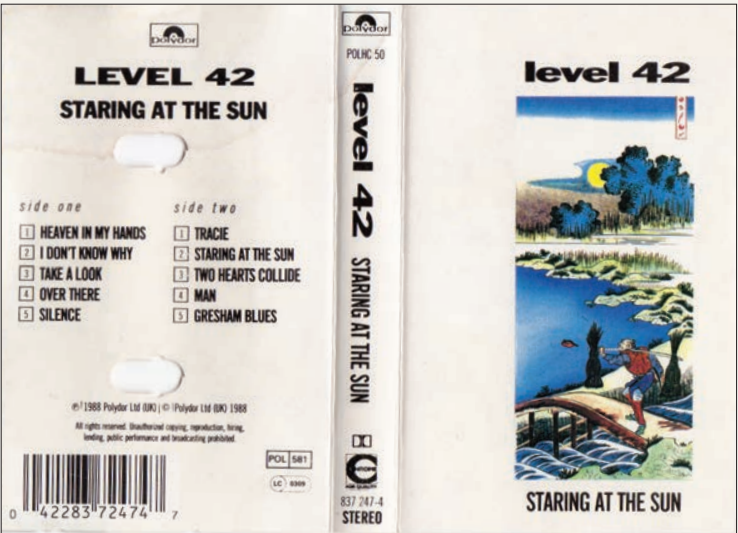 Polydor
LEVEL 42
STARING AT THE SUN
side one
1 HEAVEN IN MY HANDS
2 I DON'T KNOW WHY
3 TAKE A LOOK
4 OVER THERE
5 SILENCE
side two
1 TRACIE
2 STARING AT THE SUN
3 TWO HEARTS COLLIDE
4 MAN
5 GRESHAM BLUES
℗ 1988 Polydor Ltd (UK) | © Polydor Ltd (UK) 1988
All rights reserved. Unauthorized copying, reproduction, hiring,
lending, public performance and broadcasting prohibited.
POL 581
LC 0309
0 42283 72474 7
Polydor
POLHC 50
level 42 STARING AT THE SUN
837 247-4
STEREO
level 42
STARING AT THE SUN